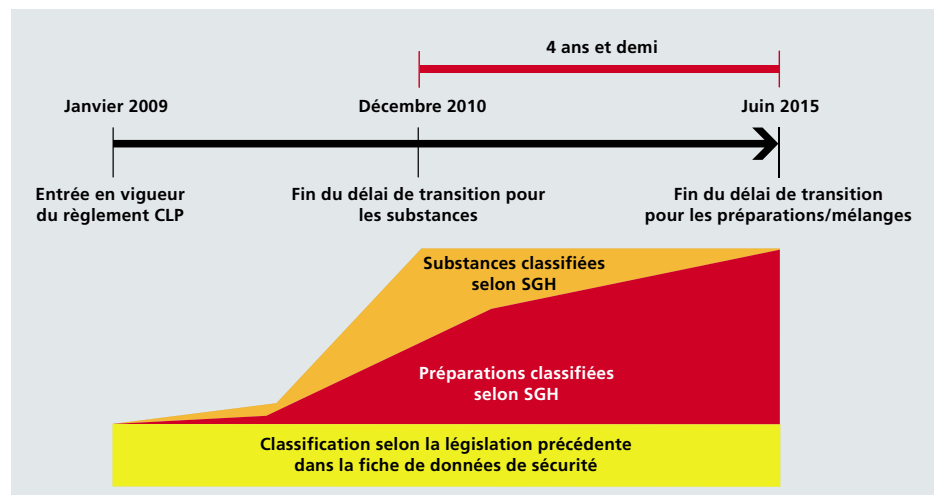 4 ans et demi
Janvier 2009
Décembre 2010
Juin 2015
Entrée en vigueur
du règlement CLP
Fin du délai de transition pour
les substances
Fin du délai de transition
pour les préparations/mélanges
Substances classifiées
selon SGH
Préparations classifiées
selon SGH
Classification selon la législation précédente
dans la fiche de données de sécurité